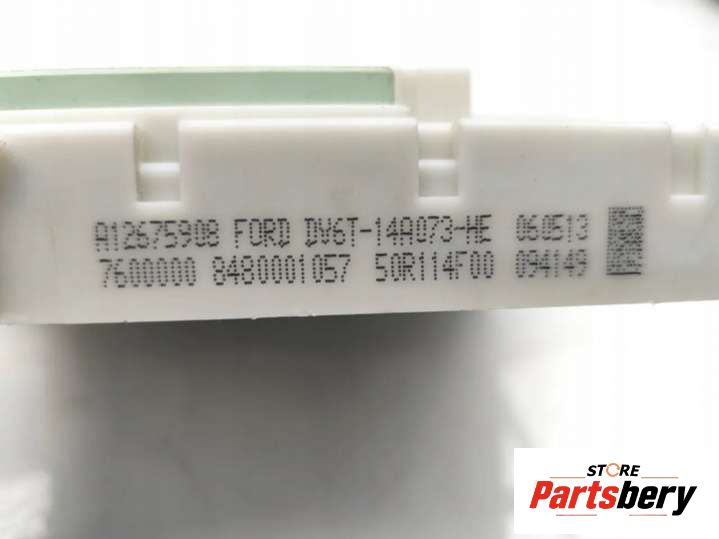 A12675908 FORD DV6T-14A073-HE 060513
7600000 8480001057 50R114F00 094149
STORE
Partsbery